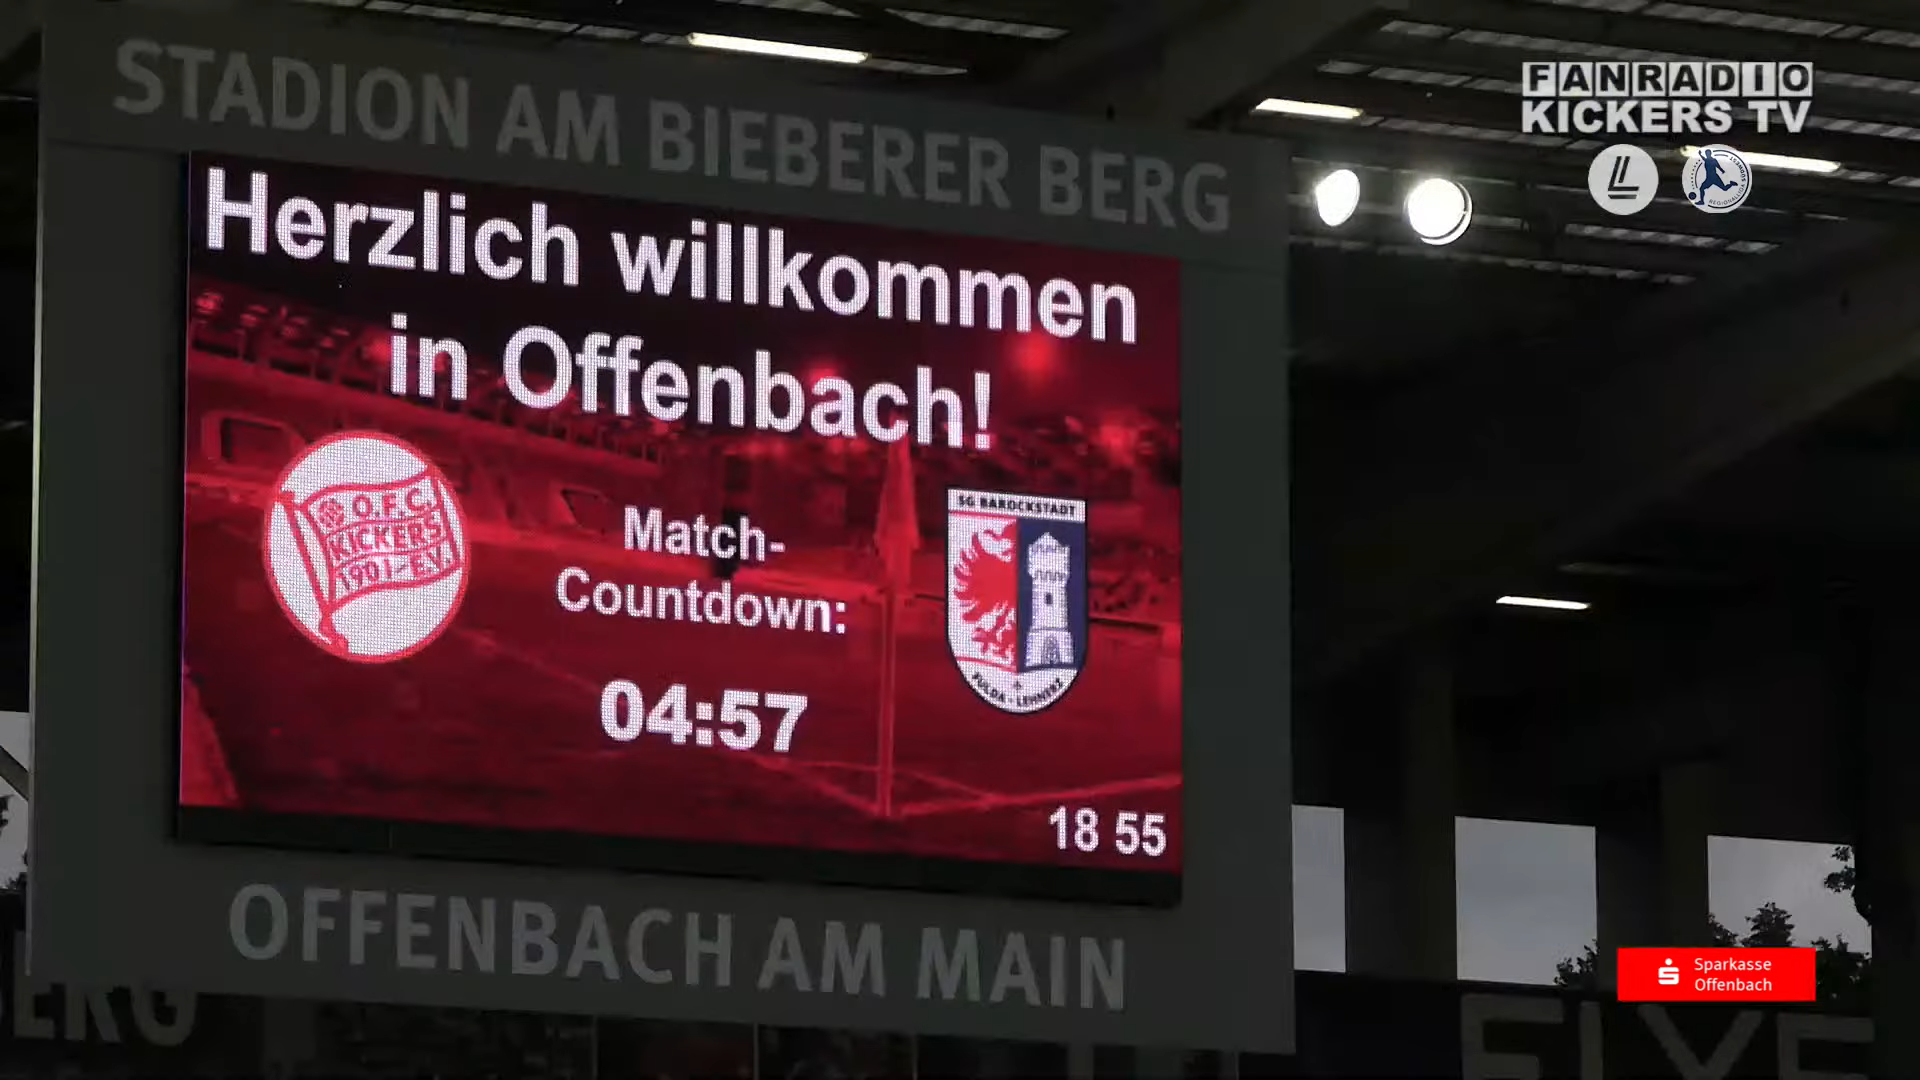 STADION AM BIEBERER BERG
FANRADIO
KICKERS TV
Herzlich willkommen
in Offenbach!
O.F.C.
KICKERS
1901-E.V.
Match-
Countdown:
04:57
SG BAROCKSTADT
FULDA - LEHNERZ
18 55
OFFENBACH AM MAIN
Sparkasse
Offenbach
BERG